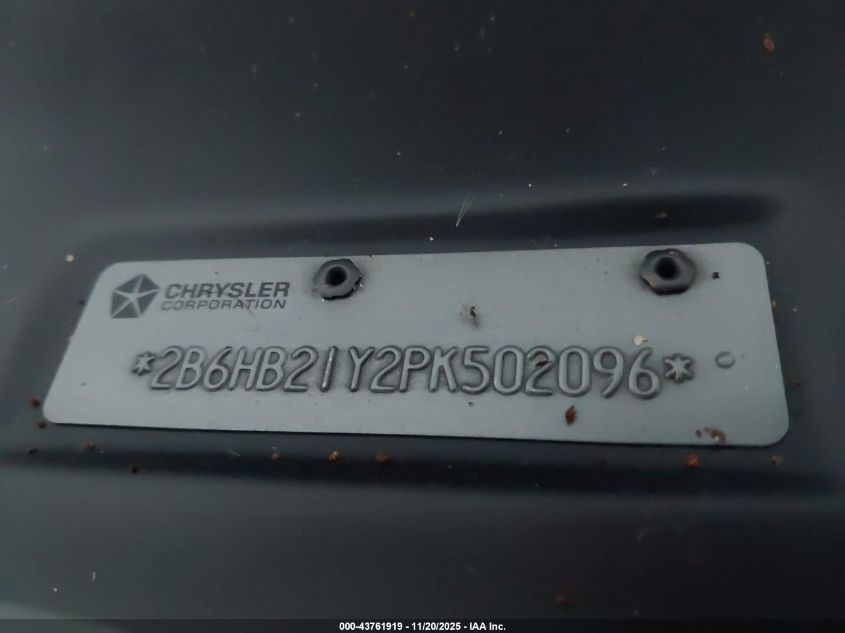 CHRYSLER
CORPORATION
*2B6HB21Y2PK502096*
000-43761919 - 11/20/2025 - IAA Inc.